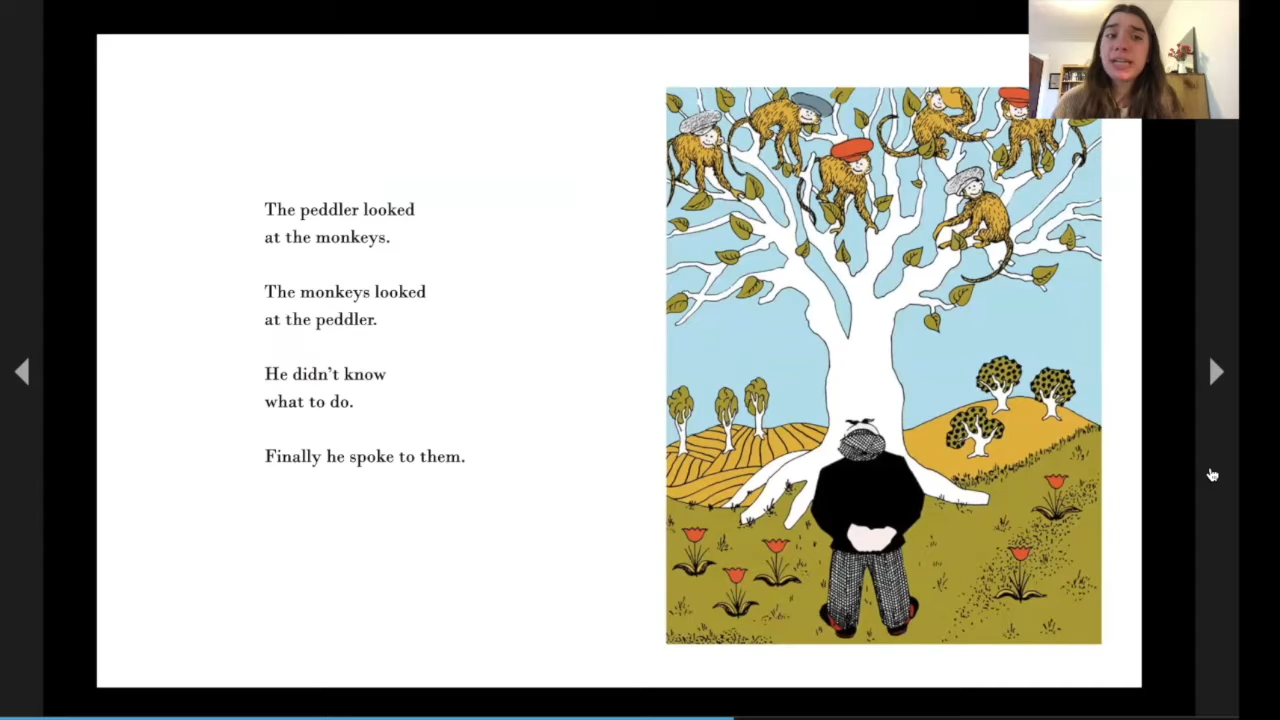 The peddler looked
at the monkeys.
The monkeys looked
at the peddler.
He didn't know
what to do.
Finally he spoke to them.